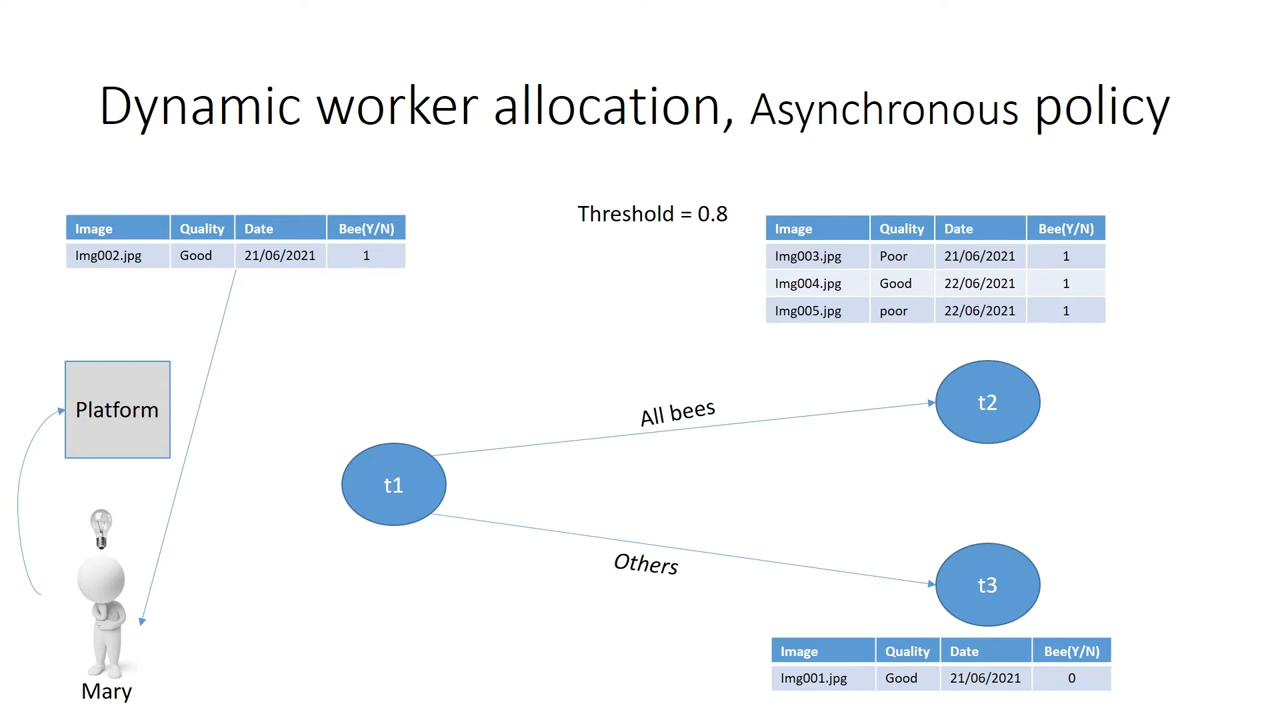 Dynamic worker allocation, Asynchronous policy
Threshold = 0.8
Image Quality Date Bee(Y/N)
Img002.jpg Good 21/06/2021 1
Image Quality Date Bee(Y/N)
Img003.jpg Poor 21/06/2021 1
Img004.jpg Good 22/06/2021 1
Img005.jpg poor 22/06/2021 1
Platform
All bees
t2
t1
Others
t3
Mary
Image Quality Date Bee(Y/N)
Img001.jpg Good 21/06/2021 0